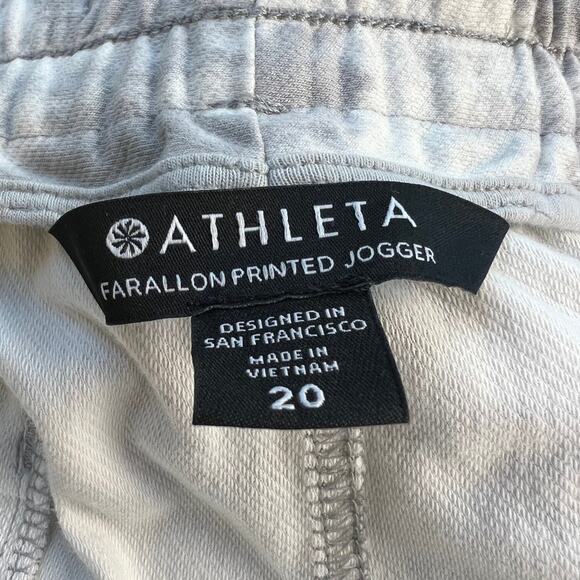 ATHLETA
FARALLON PRINTED JOGGER
DESIGNED IN
SAN FRANCISCO
MADE IN
VIETNAM
20